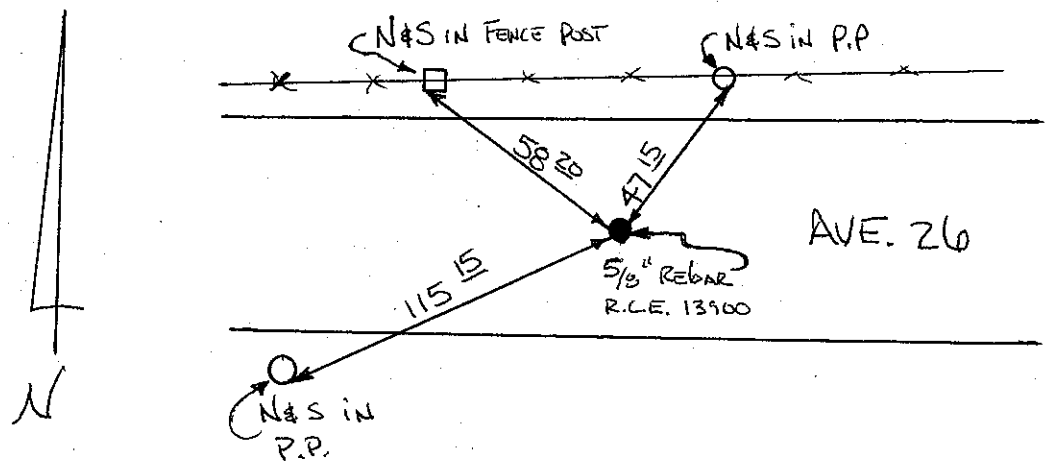 N&S IN FENCE POST
N&S IN P.P
58 20
47 15
AVE. 26
5/8" REBAR
R.C.E. 13900
115 15
N
N&S IN
P.P.